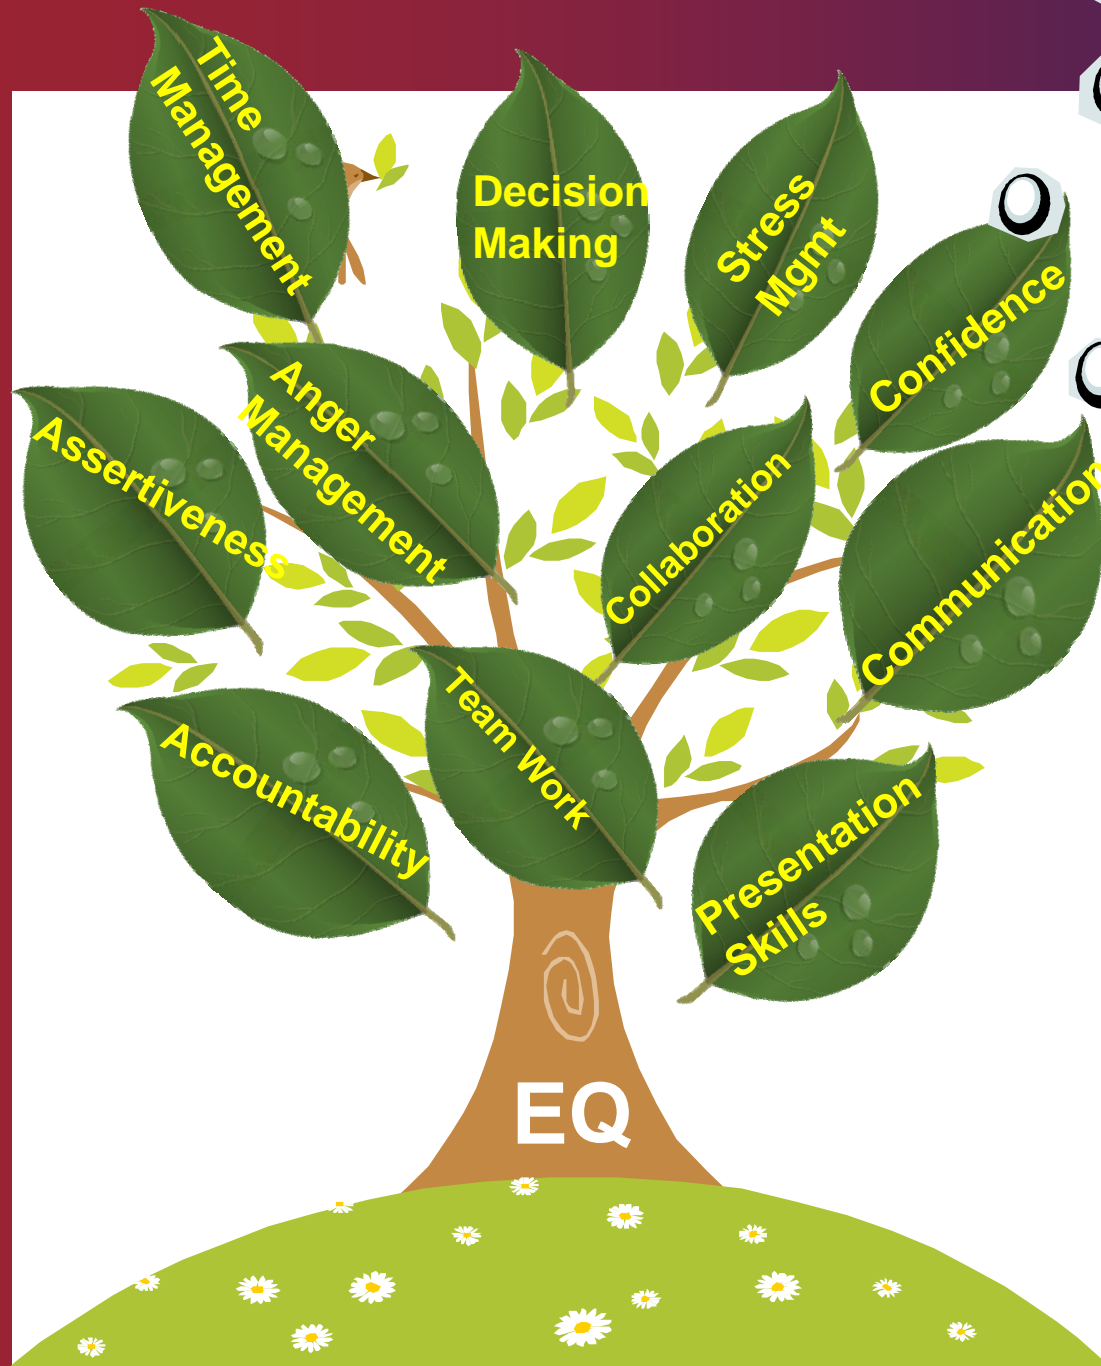 Time
Management
Decision
Making
Stress
Mgmt
Confidence
Anger
Management
Assertiveness
Collaboration
Communication
Team Work
Accountability
Presentation
Skills
EQ